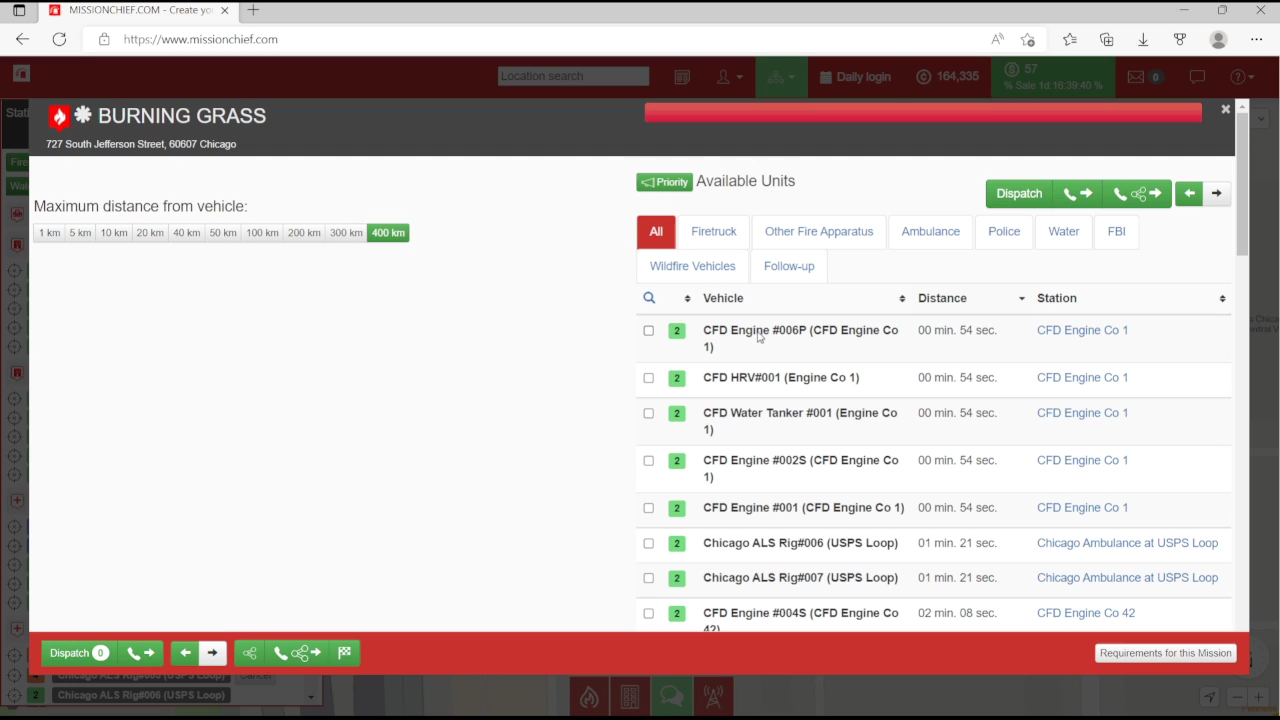 MISSIONCHIEF.COM - Create yo
https://www.missionchief.com
Location search
Daily login
164,335
57
% Sale 1d 16:39:40 %
0
BURNING GRASS
727 South Jefferson Street, 60607 Chicago
Maximum distance from vehicle:
1 km 5 km 10 km 20 km 40 km 50 km 100 km 200 km 300 km 400 km
Priority Available Units
Dispatch
All Firetruck Other Fire Apparatus Ambulance Police Water FBI
Wildfire Vehicles Follow-up
Vehicle Distance Station
2 CFD Engine #006P (CFD Engine Co 00 min. 54 sec. CFD Engine Co 1
1)
2 CFD HRV#001 (Engine Co 1) 00 min. 54 sec. CFD Engine Co 1
2 CFD Water Tanker #001 (Engine Co 00 min. 54 sec. CFD Engine Co 1
1)
2 CFD Engine #002S (CFD Engine Co 00 min. 54 sec. CFD Engine Co 1
1)
2 CFD Engine #001 (CFD Engine Co 1) 00 min. 54 sec. CFD Engine Co 1
2 Chicago ALS Rig#006 (USPS Loop) 01 min. 21 sec. Chicago Ambulance at USPS Loop
2 Chicago ALS Rig#007 (USPS Loop) 01 min. 21 sec. Chicago Ambulance at USPS Loop
2 CFD Engine #004S (CFD Engine Co 02 min. 08 sec. CFD Engine Co 42
42)
Dispatch 0
Requirements for this Mission
Chicago ALS Rig#007 (USPS Loop) Cancel
2 Chicago ALS Rig#006 (USPS Loop)